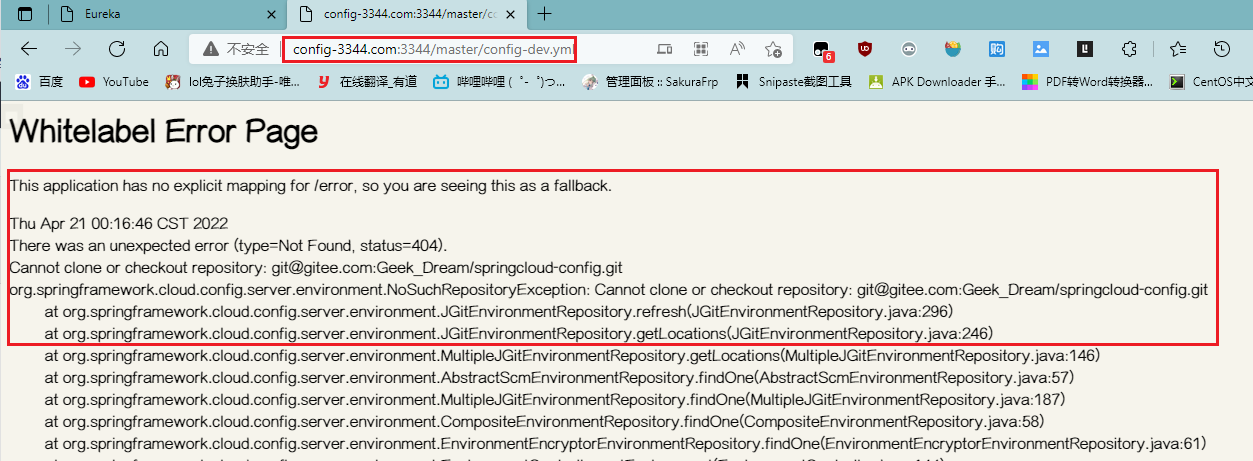 Eureka
config-3344.com:3344/master/co
不安全
config-3344.com:3344/master/config-dev.yml
6
百度
YouTube
lol兔子换肤助手-唯...
在线翻译_有道
哔哩哔哩 ( ゜- ゜)つ...
管理面板 :: SakuraFrp
Snipaste截图工具
APK Downloader 手...
PDF转Word转换器...
CentOS中文
Whitelabel Error Page
This application has no explicit mapping for /error, so you are seeing this as a fallback.
Thu Apr 21 00:16:46 CST 2022
There was an unexpected error (type=Not Found, status=404).
Cannot clone or checkout repository: git@gitee.com:Geek_Dream/springcloud-config.git
org.springframework.cloud.config.server.environment.NoSuchRepositoryException: Cannot clone or checkout repository: git@gitee.com:Geek_Dream/springcloud-config.git
at org.springframework.cloud.config.server.environment.JGitEnvironmentRepository.refresh(JGitEnvironmentRepository.java:296)
at org.springframework.cloud.config.server.environment.JGitEnvironmentRepository.getLocations(JGitEnvironmentRepository.java:246)
at org.springframework.cloud.config.server.environment.MultipleJGitEnvironmentRepository.getLocations(MultipleJGitEnvironmentRepository.java:146)
at org.springframework.cloud.config.server.environment.AbstractScmEnvironmentRepository.findOne(AbstractScmEnvironmentRepository.java:57)
at org.springframework.cloud.config.server.environment.MultipleJGitEnvironmentRepository.findOne(MultipleJGitEnvironmentRepository.java:187)
at org.springframework.cloud.config.server.environment.CompositeEnvironmentRepository.findOne(CompositeEnvironmentRepository.java:58)
at org.springframework.cloud.config.server.environment.EnvironmentEncryptorEnvironmentRepository.findOne(EnvironmentEncryptorEnvironmentRepository.java:61)